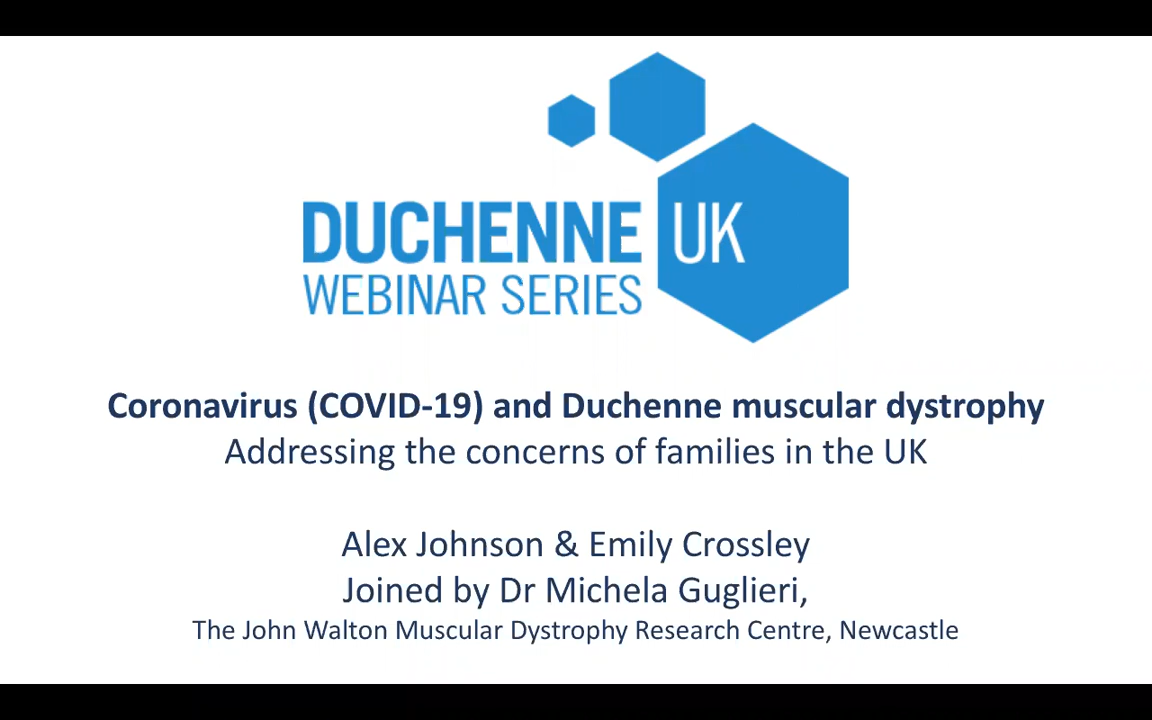 DUCHENNE UK
WEBINAR SERIES
Coronavirus (COVID-19) and Duchenne muscular dystrophy
Addressing the concerns of families in the UK
Alex Johnson & Emily Crossley
Joined by Dr Michela Guglieri,
The John Walton Muscular Dystrophy Research Centre, Newcastle